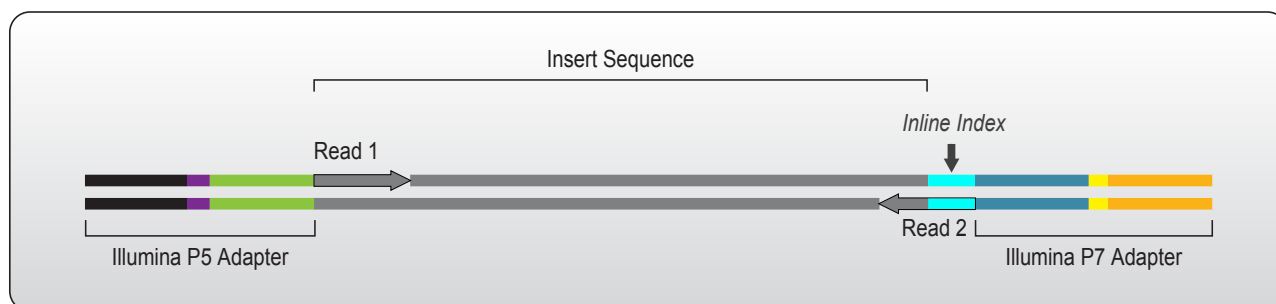 Insert Sequence
Inline Index
Read 1
Read 2
Illumina P5 Adapter
Illumina P7 Adapter